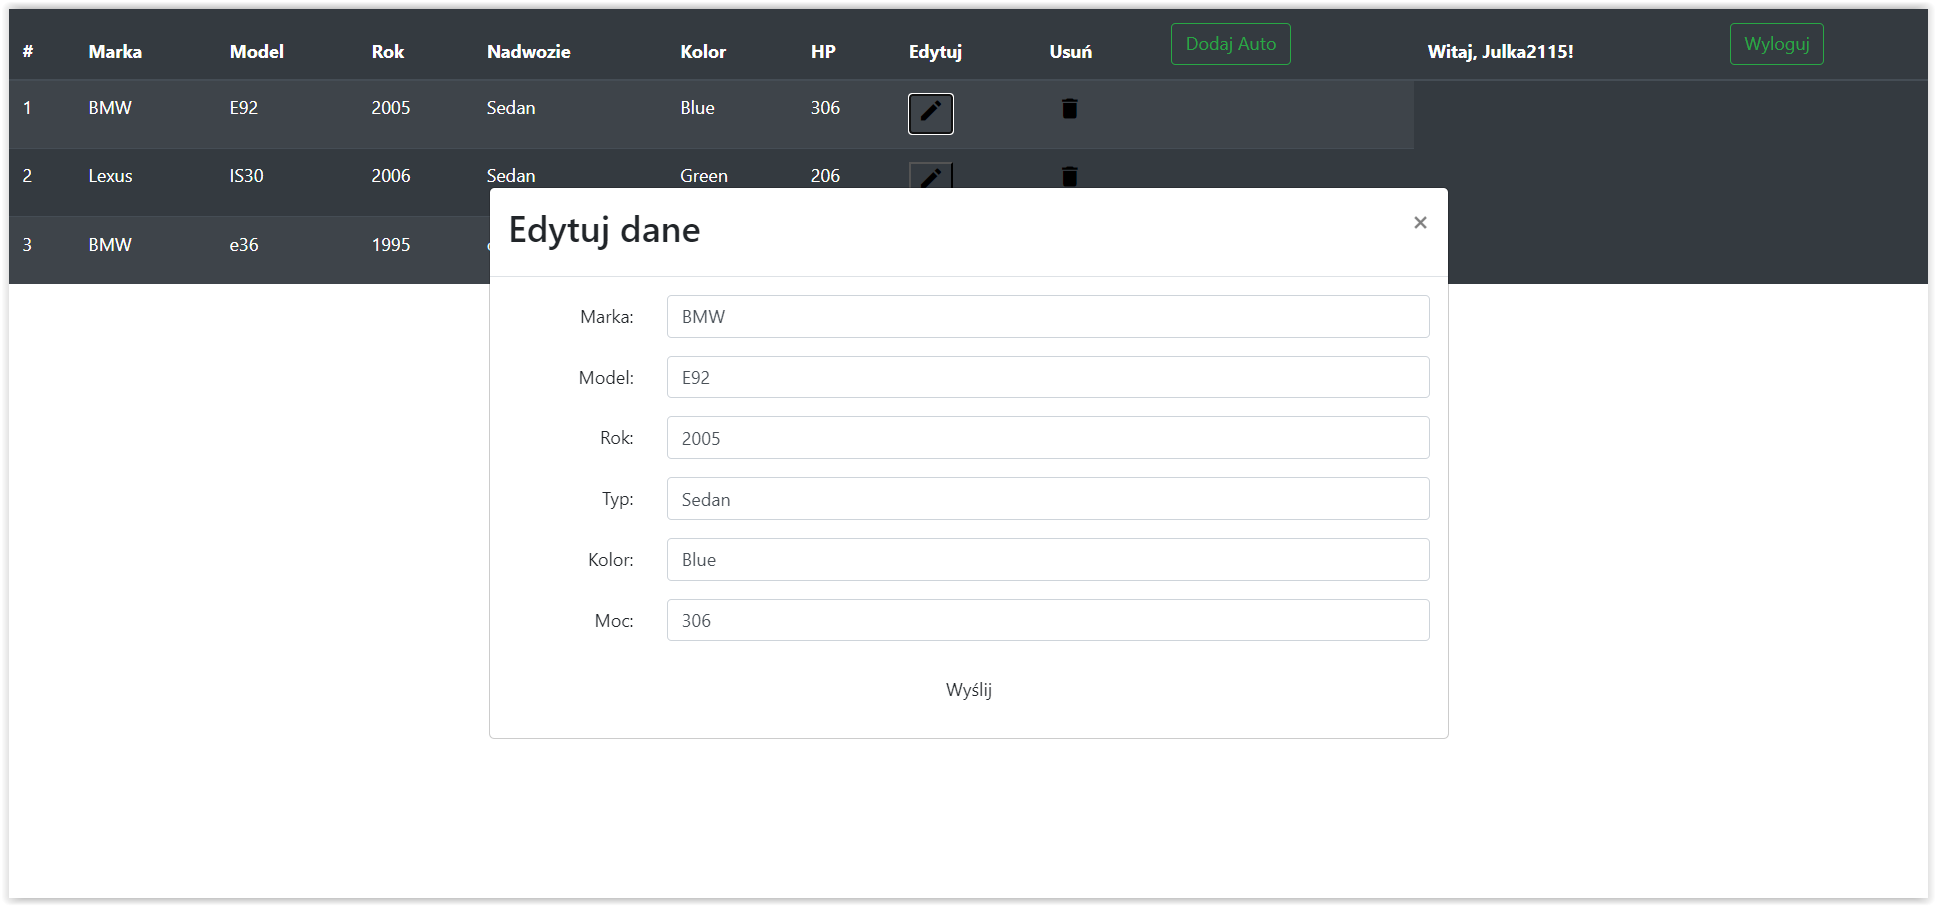 # Marka Model Rok Nadwozie Kolor HP Edytuj Usuń Dodaj Auto Witaj, Julka2115! Wyloguj
1 BMW E92 2005 Sedan Blue 306
2 Lexus IS30 2006 Sedan Green 206
3 BMW e36 1995
Edytuj dane ×
Marka: BMW
Model: E92
Rok: 2005
Typ: Sedan
Kolor: Blue
Moc: 306
Wyślij